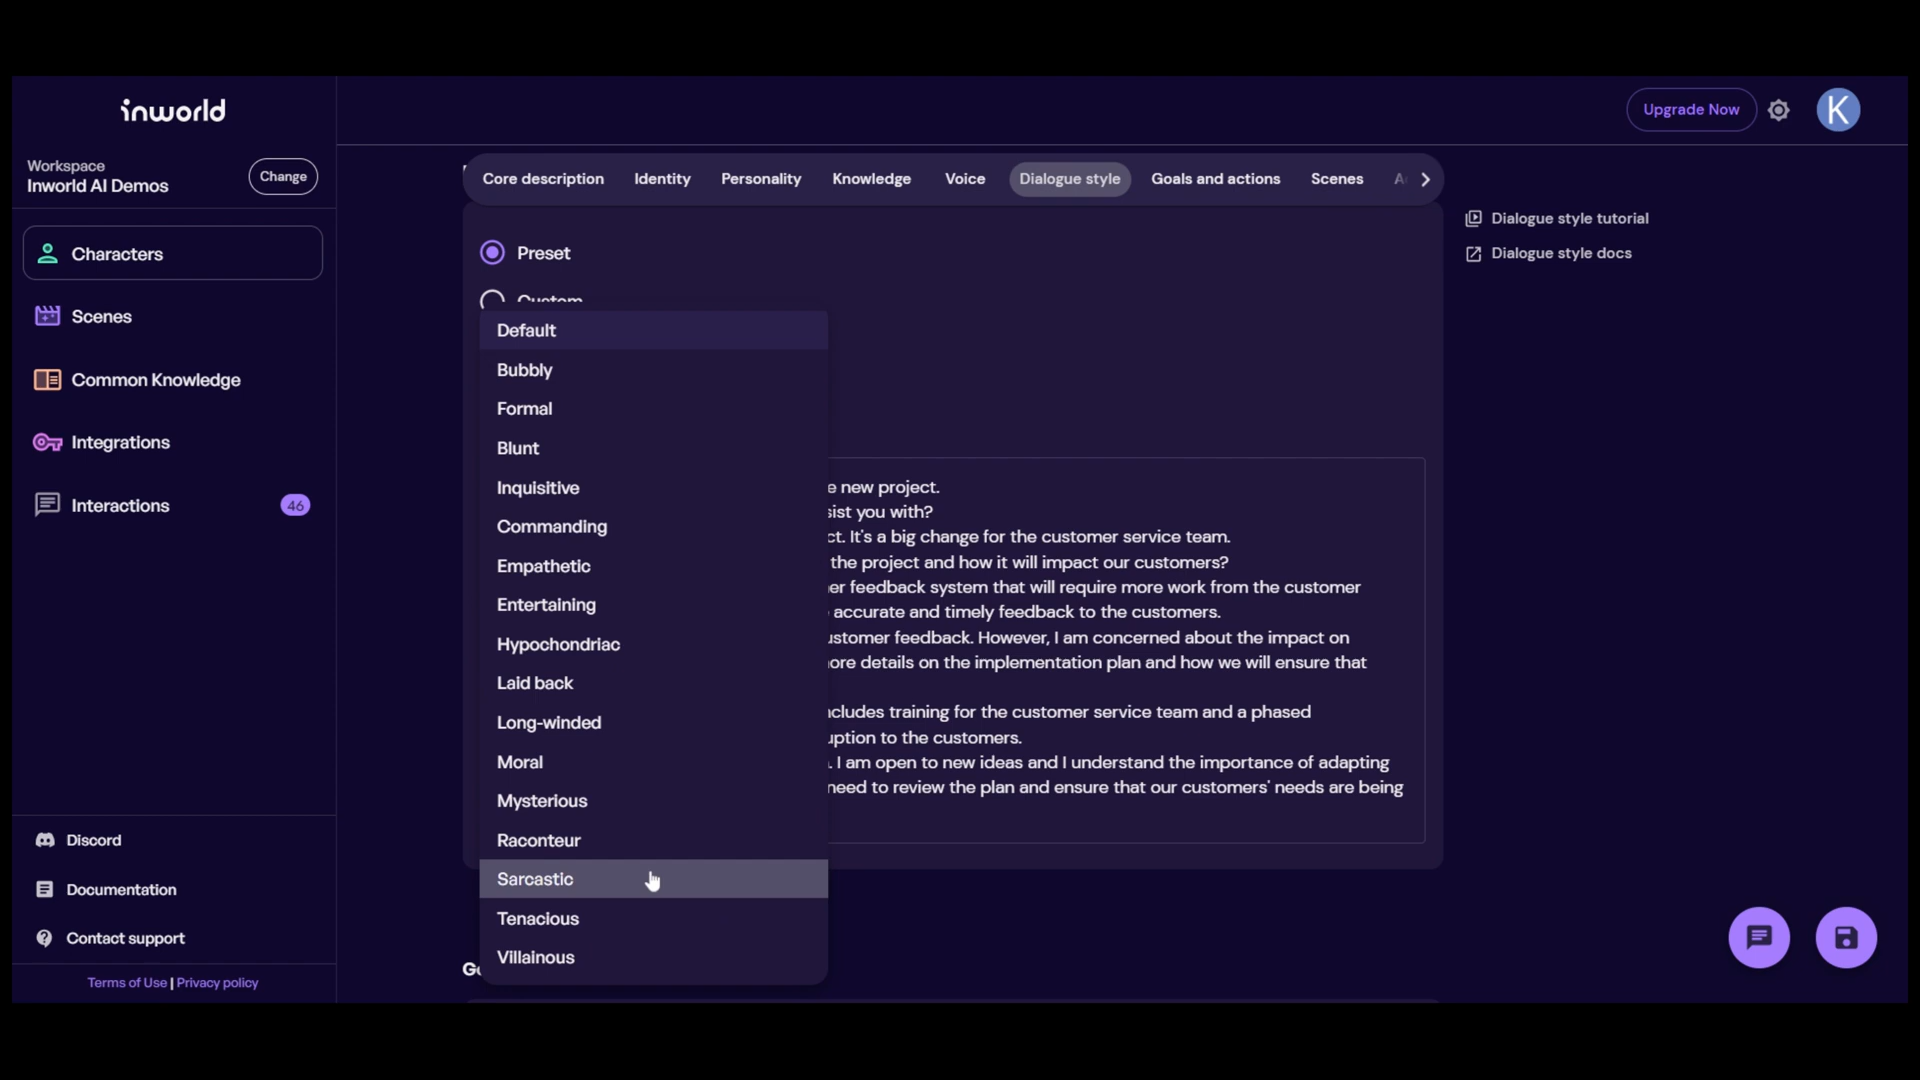 inworld
Workspace
Inworld AI Demos
Change
Characters
Scenes
Common Knowledge
Integrations
Interactions
46
Discord
Documentation
Contact support
Terms of Use | Privacy policy
Upgrade Now
K
Core description
Identity
Personality
Knowledge
Voice
Dialogue style
Goals and actions
Scenes
Dialogue style tutorial
Dialogue style docs
Preset
Custom
Default
Bubbly
Formal
Blunt
Inquisitive
Commanding
Empathetic
Entertaining
Hypochondriac
Laid back
Long-winded
Moral
Mysterious
Raconteur
Sarcastic
Tenacious
Villainous
e new project.
sist you with?
ct. It's a big change for the customer service team.
the project and how it will impact our customers?
er feedback system that will require more work from the customer
accurate and timely feedback to the customers.
ustomer feedback. However, I am concerned about the impact on
ore details on the implementation plan and how we will ensure that
cludes training for the customer service team and a phased
uption to the customers.
. I am open to new ideas and I understand the importance of adapting
need to review the plan and ensure that our customers' needs are being